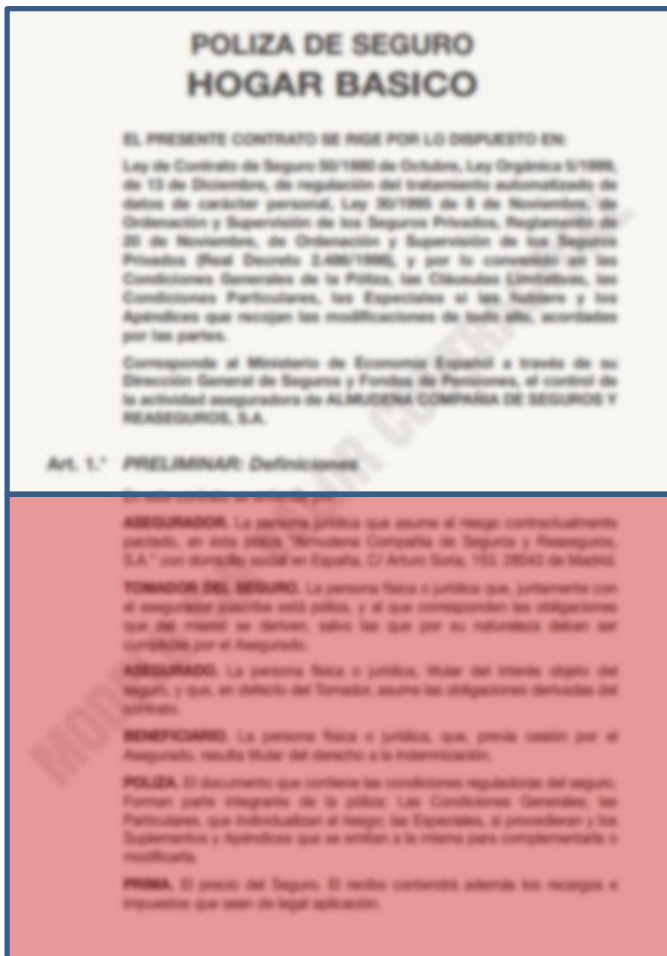 POLIZA DE SEGURO
HOGAR BASICO
EL PRESENTE CONTRATO SE RIGE POR LO DISPUESTO EN:
Ley de Contrato de Seguro 50/1980 de Octubre, Ley Orgánica 5/1999,
de 13 de Diciembre, de regulación del tratamiento automatizado de
datos de carácter personal, Ley 30/1995 de 8 de Noviembre, de
Ordenación y Supervisión de los Seguros Privados, Reglamento de
20 de Noviembre, de Ordenación y Supervisión de los Seguros
Privados (Real Decreto 2.486/1998), y por lo convenido en las
Condiciones Generales de la Póliza, las Cláusulas Limitativas, las
Condiciones Particulares, las Especiales si las hubiere y los
Apéndices que recojan las modificaciones de todo ello, acordadas
por las partes.
Corresponde al Ministerio de Economía Español a través de su
Dirección General de Seguros y Fondos de Pensiones, el control de
la actividad aseguradora de ALMUDENA COMPAÑIA DE SEGUROS Y
REASEGUROS, S.A.
Art. 1.° PRELIMINAR: Definiciones
En este contrato se entiende por:
ASEGURADOR. La persona jurídica que asume el riesgo contractualmente
pactado, en ésta póliza "Almudena Compañía de Seguros y Reaseguros,
S.A." con domicilio social en España, C/ Arturo Soria, 153. 28043 de Madrid.
TOMADOR DEL SEGURO. La persona física o jurídica que, juntamente con
el asegurador suscribe está póliza, y al que corresponden las obligaciones
que del mismo se deriven, salvo las que por su naturaleza deban ser
cumplidas por el Asegurado.
ASEGURADO. La persona física o jurídica, titular del interés objeto del
seguro, y que, en defecto del Tomador, asume las obligaciones derivadas del
contrato.
BENEFICIARIO. La persona física o jurídica, que, previa cesión por el
Asegurado, resulta titular del derecho a la indemnización.
POLIZA. El documento que contiene las condiciones reguladoras del seguro.
Forman parte integrante de la póliza: Las Condiciones Generales; las
Particulares, que individualizan el riesgo; las Especiales, si procedieran y los
Suplementos y Apéndices que se emitan a la misma para complementarla o
modificarla.
PRIMA. El precio del Seguro. El recibo contendrá además los recargos e
impuestos que sean de legal aplicación.